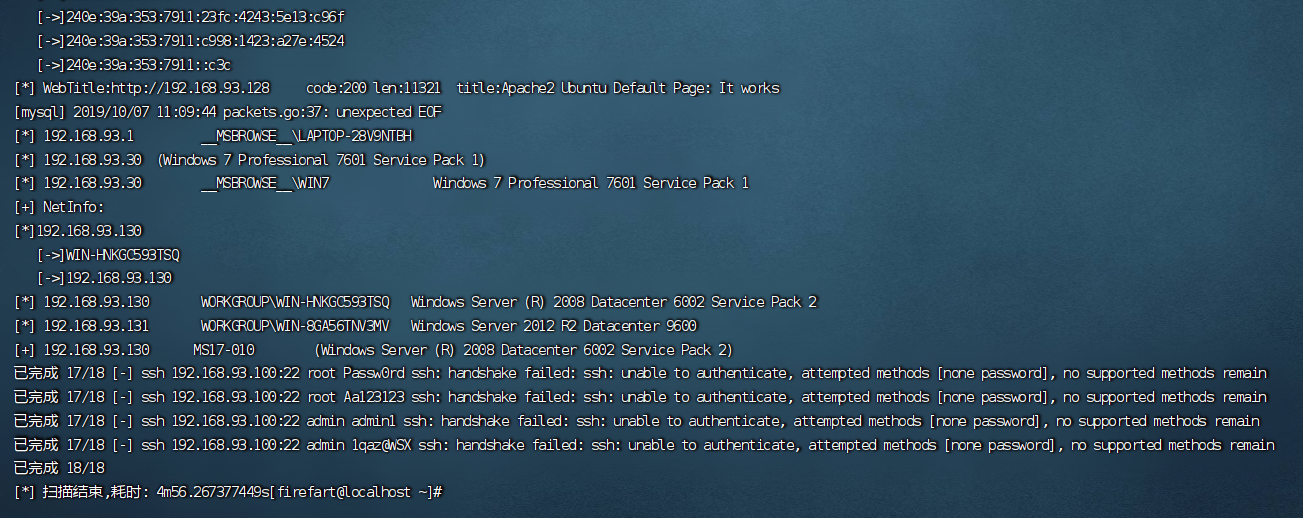 [->]240e:39a:353:7911:23fc:4243:5e13:c96f
[->]240e:39a:353:7911:c998:1423:a27e:4524
[->]240e:39a:353:7911::c3c
[*] WebTitle:http://192.168.93.128 code:200 len:11321 title:Apache2 Ubuntu Default Page: It works
[mysql] 2019/10/07 11:09:44 packets.go:37: unexpected EOF
[*] 192.168.93.1 __MSBROWSE__\LAPTOP-28V9NTBH
[*] 192.168.93.30 (Windows 7 Professional 7601 Service Pack 1)
[*] 192.168.93.30 __MSBROWSE__\WIN7 Windows 7 Professional 7601 Service Pack 1
[+] NetInfo:
[*]192.168.93.130
[->]WIN-HNKGC593TSQ
[->]192.168.93.130
[*] 192.168.93.130 WORKGROUP\WIN-HNKGC593TSQ Windows Server (R) 2008 Datacenter 6002 Service Pack 2
[*] 192.168.93.131 WORKGROUP\WIN-8GA56TNV3MV Windows Server 2012 R2 Datacenter 9600
[+] 192.168.93.130 MS17-010 (Windows Server (R) 2008 Datacenter 6002 Service Pack 2)
已完成 17/18 [-] ssh 192.168.93.100:22 root Passw0rd ssh: handshake failed: ssh: unable to authenticate, attempted methods [none password], no supported methods remain
已完成 17/18 [-] ssh 192.168.93.100:22 root Aa123123 ssh: handshake failed: ssh: unable to authenticate, attempted methods [none password], no supported methods remain
已完成 17/18 [-] ssh 192.168.93.100:22 admin admin1 ssh: handshake failed: ssh: unable to authenticate, attempted methods [none password], no supported methods remain
已完成 17/18 [-] ssh 192.168.93.100:22 admin 1qaz@WSX ssh: handshake failed: ssh: unable to authenticate, attempted methods [none password], no supported methods remain
已完成 18/18
[*] 扫描结束,耗时: 4m56.267377449s[firefart@localhost ~]#